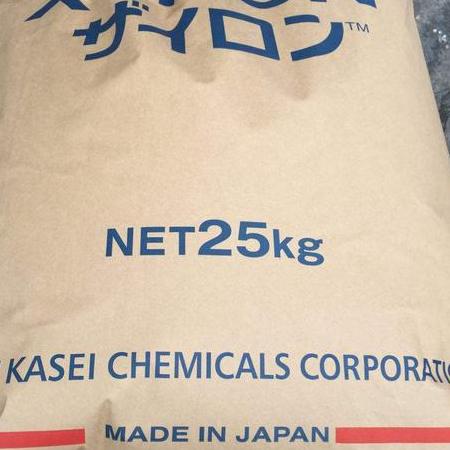 ザイロン™
NET25kg
KASEI CHEMICALS CORPORATI
MADE IN JAPAN